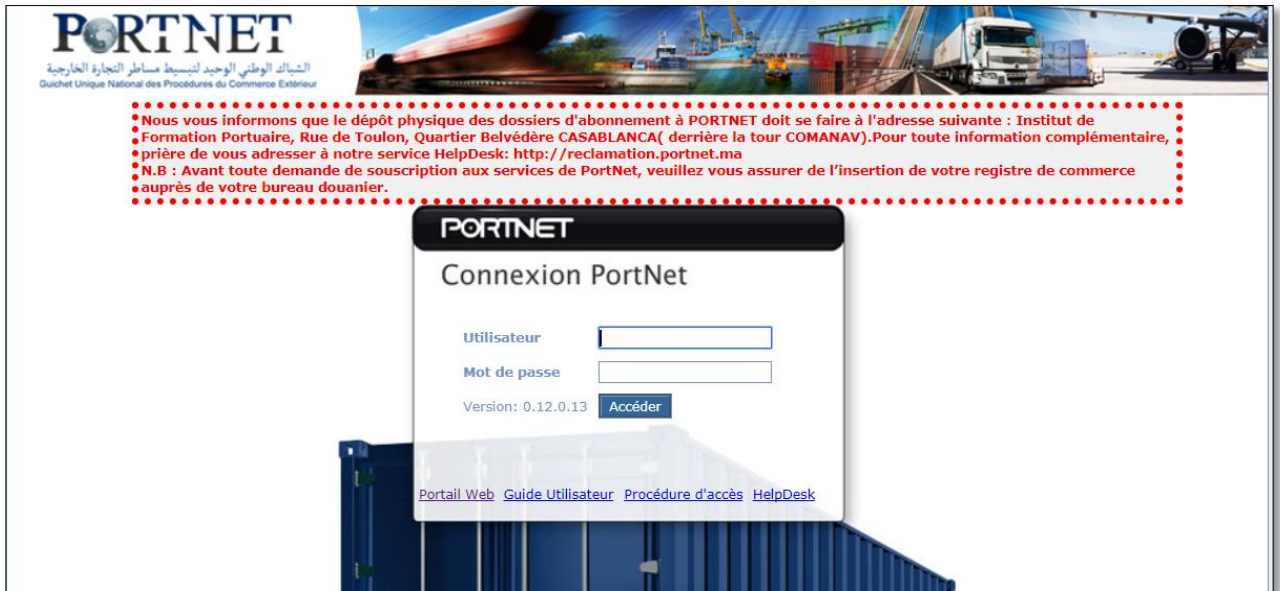 PORTNET
الشباك الوطني الوحيد لتبسيط مساطر التجارة الخارجية
Guichet Unique National des Procédures du Commerce Extérieur
Nous vous informons que le dépôt physique des dossiers d'abonnement à PORTNET doit se faire à l'adresse suivante : Institut de
Formation Portuaire, Rue de Toulon, Quartier Belvédère CASABLANCA( derrière la tour COMANAV).Pour toute information complémentaire,
prière de vous adresser à notre service HelpDesk: http://reclamation.portnet.ma
N.B : Avant toute demande de souscription aux services de PortNet, veuillez vous assurer de l’insertion de votre registre de commerce
auprès de votre bureau douanier.
PORTNET
Connexion PortNet
Utilisateur
Mot de passe
Version: 0.12.0.13 Accéder
Portail Web Guide Utilisateur Procédure d'accès HelpDesk